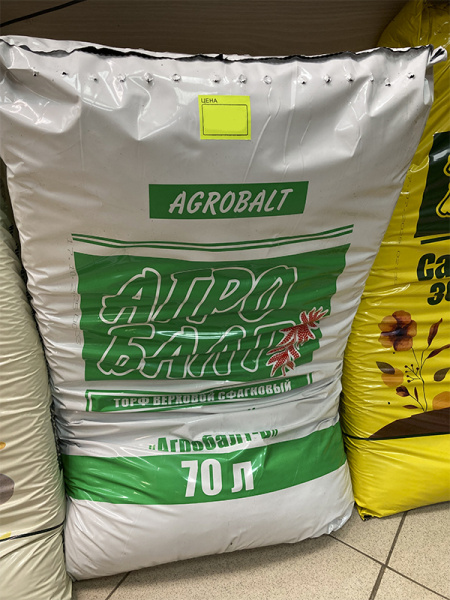 ЦЕНА
AGROBALT
АГРО
БАЛТ
ТОРФ ВЕРХОВОЙ СФАГНОВЫЙ
«Агробалт-В»
70 Л